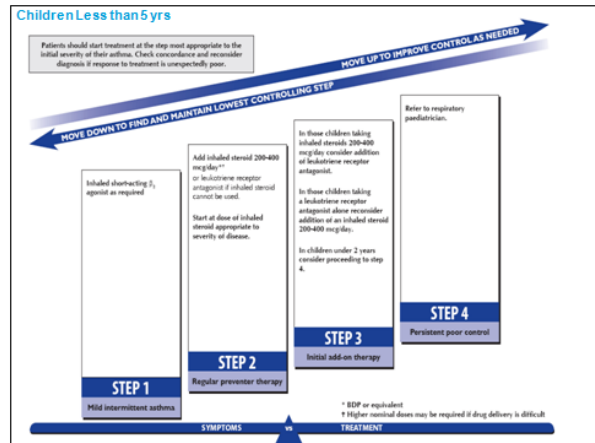 Children Less than 5 yrs
Patients should start treatment at the step most appropriate to the
initial severity of their asthma. Check concordance and reconsider
diagnosis if response to treatment is unexpectedly poor.
MOVE UP TO IMPROVE CONTROL AS NEEDED
MOVE DOWN TO FIND AND MAINTAIN LOWEST CONTROLLING STEP
Inhaled short-acting β₂
agonist as required
STEP 1
Mild intermittent asthma
Add inhaled steroid 200-400
mcg/day*†
or leukotriene receptor
antagonist if inhaled steroid
cannot be used.
Start at dose of inhaled
steroid appropriate to
severity of disease.
STEP 2
Regular preventer therapy
In those children taking
inhaled steroids 200-400
mcg/day consider addition
of leukotriene receptor
antagonist.
In those children taking
a leukotriene receptor
antagonist alone reconsider
addition of an inhaled steroid
200-400 mcg/day.
In children under 2 years
consider proceeding to step
4.
STEP 3
Initial add-on therapy
Refer to respiratory
paediatrician.
STEP 4
Persistent poor control
* BDP or equivalent
† Higher nominal doses may be required if drug delivery is difficult
SYMPTOMS vs TREATMENT